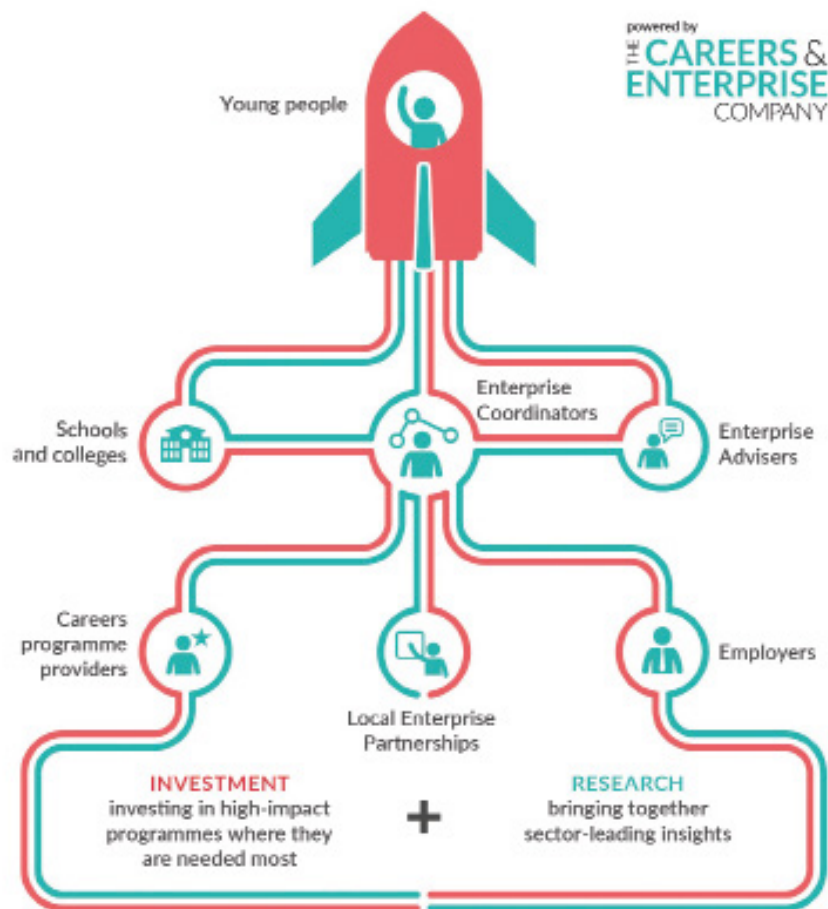 powered by
THE CAREERS &
ENTERPRISE
COMPANY
Young people
Enterprise
Coordinators
Schools
and colleges
Enterprise
Advisers
Careers
programme
providers
Local Enterprise
Partnerships
Employers
INVESTMENT
investing in high-impact
programmes where they
are needed most
+
RESEARCH
bringing together
sector-leading insights